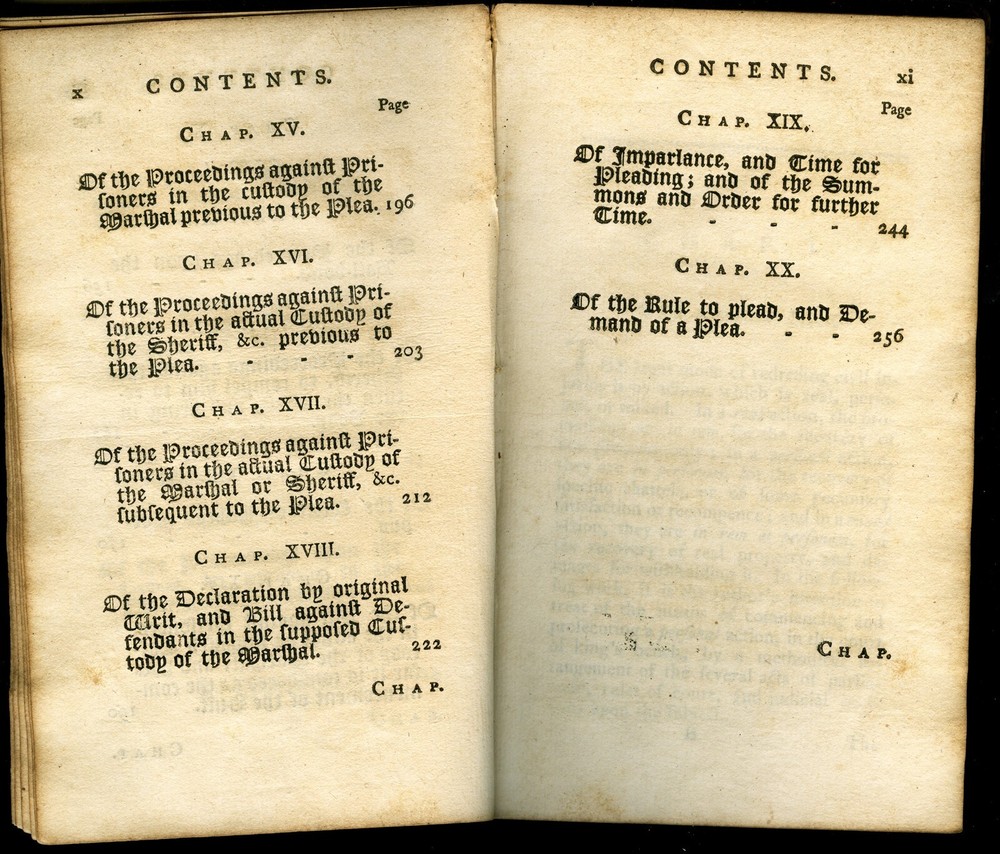 x CONTENTS.
Page
CHAP. XV.
Of the Proceedings againſt Pri-
ſoners in the cuſtody of the
Marſhal previous to the Plea. 196
CHAP. XVI.
Of the Proceedings againſt Pri-
ſoners in the actual Cuſtody of
the Sheriff, &c. previous to
the Plea. - - - 203
CHAP. XVII.
Of the Proceedings againſt Pri-
ſoners in the actual Cuſtody of
the Marſhal or Sheriff, &c.
ſubſequent to the Plea. 212
CHAP. XVIII.
Of the Declaration by original
Writ, and Bill againſt De-
fendants in the ſuppoſed Cuſ-
tody of the Marſhal. 222
CHAP.
CONTENTS. xi
Page
CHAP. XIX.
Of Imparlance, and Time for
Pleading; and of the Sum-
mons and Order for further
Time. - - - 244
CHAP. XX.
Of the Rule to plead, and De-
mand of a Plea. - - 256
CHAP.